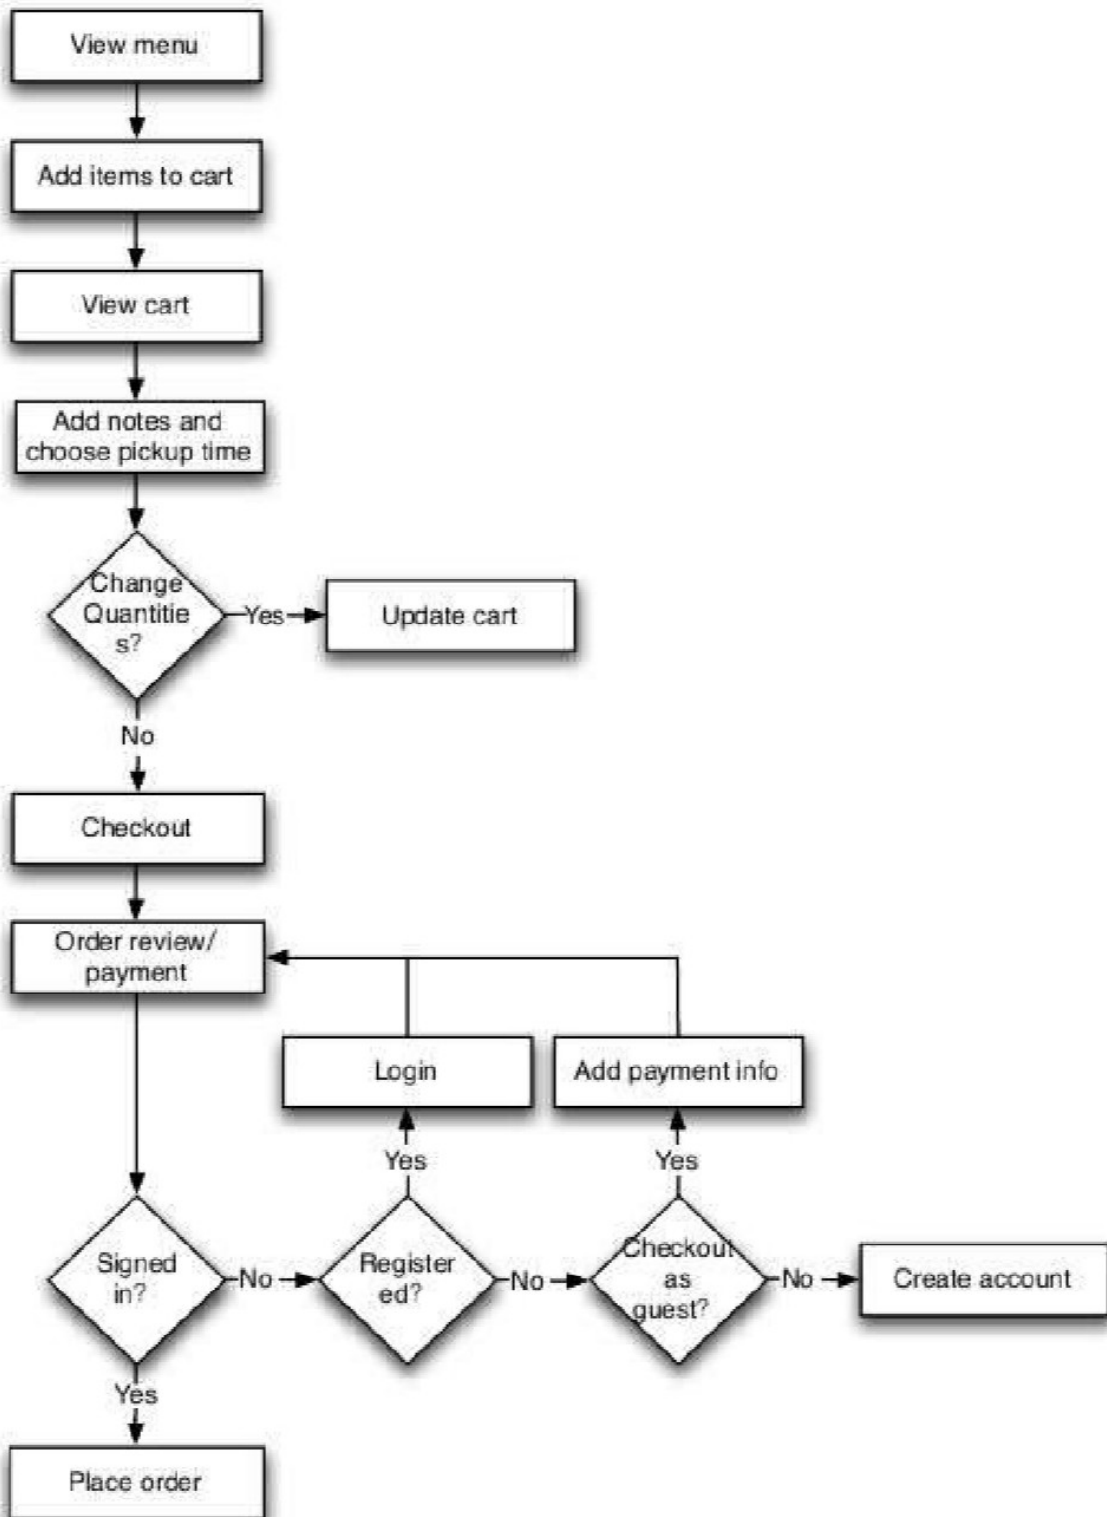 View menu
Add items to cart
View cart
Add notes and
choose pickup time
Change
Quantitie
s?
Yes
Update cart
No
Checkout
Order review/
payment
Login
Add payment info
Yes
Yes
Signed
in?
No
Register
ed?
No
Checkout
as
guest?
No
Create account
Yes
Place order